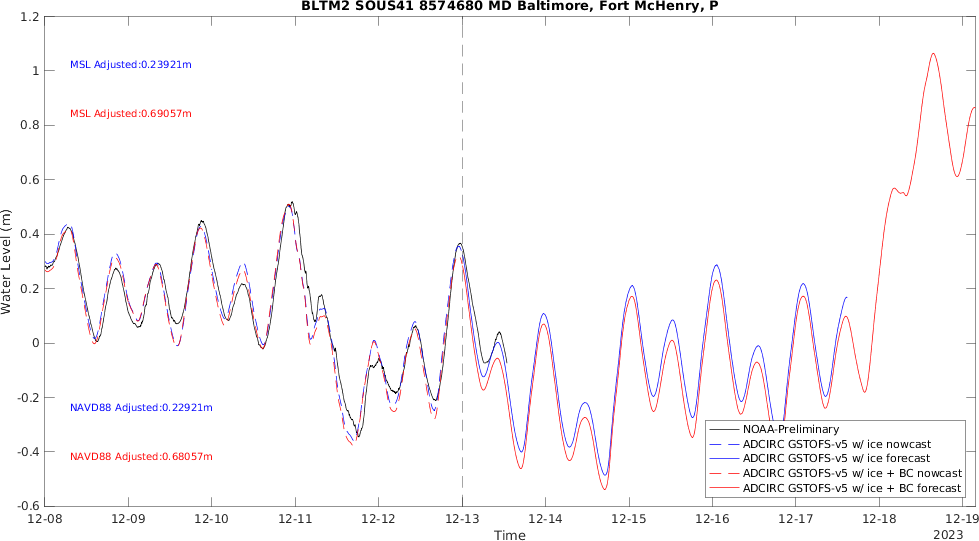 BLTM2 SOUS41 8574680 MD Baltimore, Fort McHenry, P
1.2
1
0.8
0.6
0.4
0.2
0
-0.2
-0.4
-0.6
Water Level (m)
MSL Adjusted:0.23921m
MSL Adjusted:0.69057m
NAVD88 Adjusted:0.22921m
NAVD88 Adjusted:0.68057m
NOAA-Preliminary
ADCIRC GSTOFS-v5 w/ ice nowcast
ADCIRC GSTOFS-v5 w/ ice forecast
ADCIRC GSTOFS-v5 w/ ice + BC nowcast
ADCIRC GSTOFS-v5 w/ ice + BC forecast
12-08 12-09 12-10 12-11 12-12 12-13 12-14 12-15 12-16 12-17 12-18 12-19
Time
2023